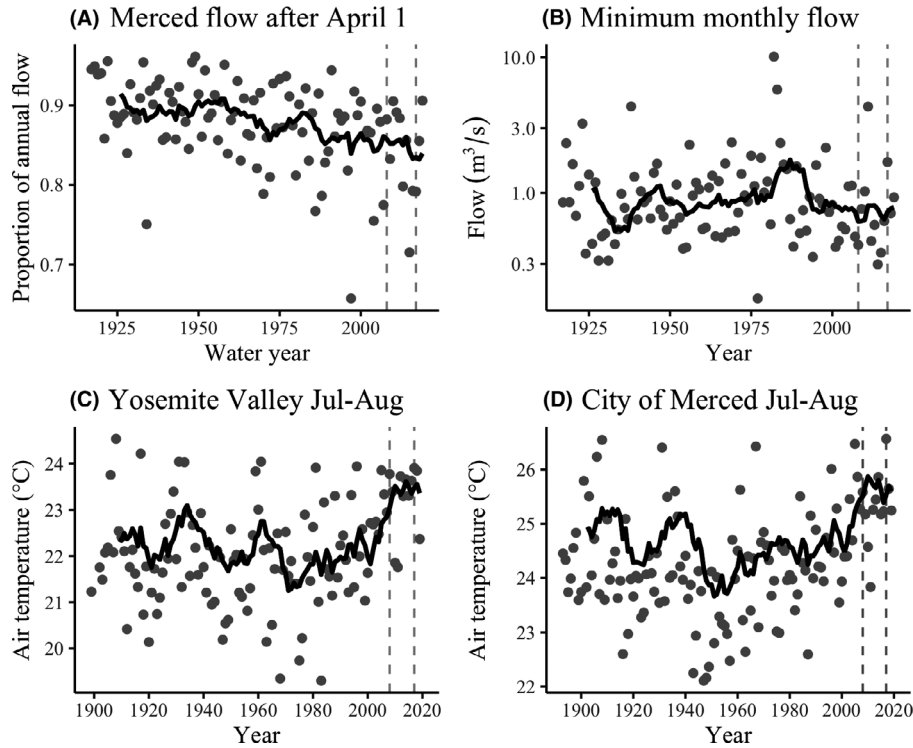 (A) Merced flow after April 1
Proportion of annual flow
0.9
0.8
0.7
1925 1950 1975 2000
Water year
(B) Minimum monthly flow
Flow (m³/s)
10.0
3.0
1.0
0.3
1925 1950 1975 2000
Year
(C) Yosemite Valley Jul-Aug
Air temperature (°C)
24
23
22
21
20
1900 1920 1940 1960 1980 2000 2020
Year
(D) City of Merced Jul-Aug
Air temperature (°C)
26
25
24
23
22
1900 1920 1940 1960 1980 2000 2020
Year